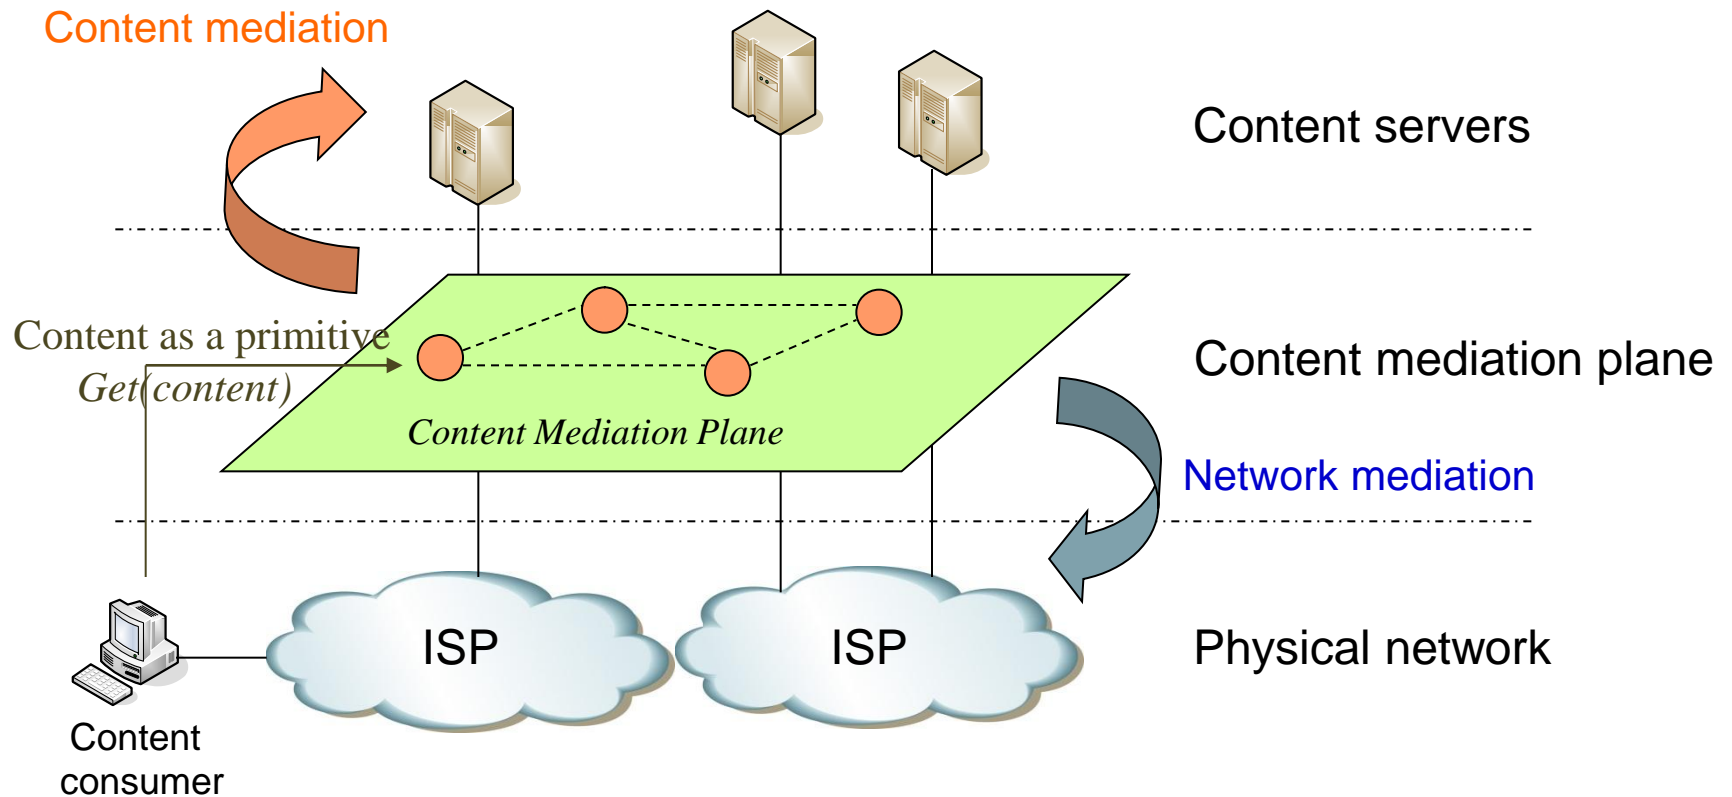 Content mediation
Content servers
Content as a primitive
Get(content)
Content mediation plane
Content Mediation Plane
Network mediation
ISP
ISP
Physical network
Content
consumer